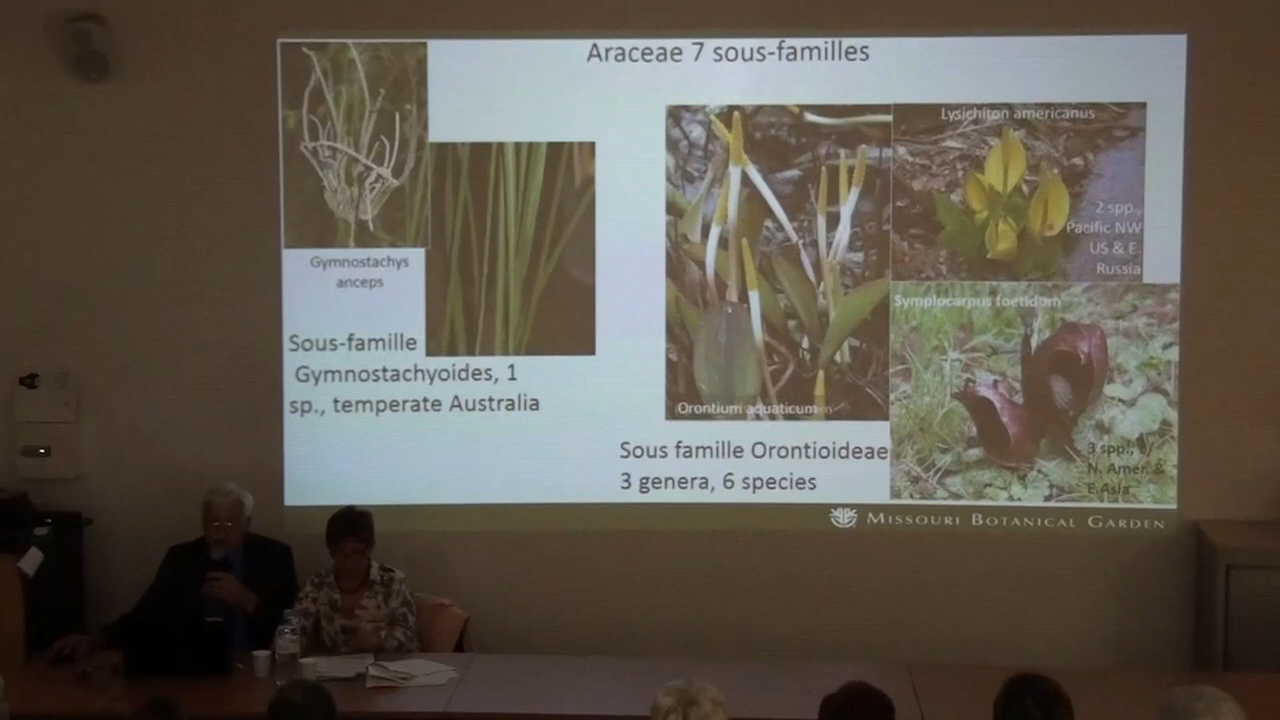 Araceae 7 sous-familles
Gymnostachys
anceps
Sous-famille
Gymnostachyoides, 1
sp., temperate Australia
Orontium aquaticum
Sous famille Orontioideae
3 genera, 6 species
Lysichiton americanus
2 spp.,
Pacific NW
US & E.
Russia
Symplocarpus foetidum
3 spp., E/
N. Amer. &
E Asia
MISSOURI BOTANICAL GARDEN